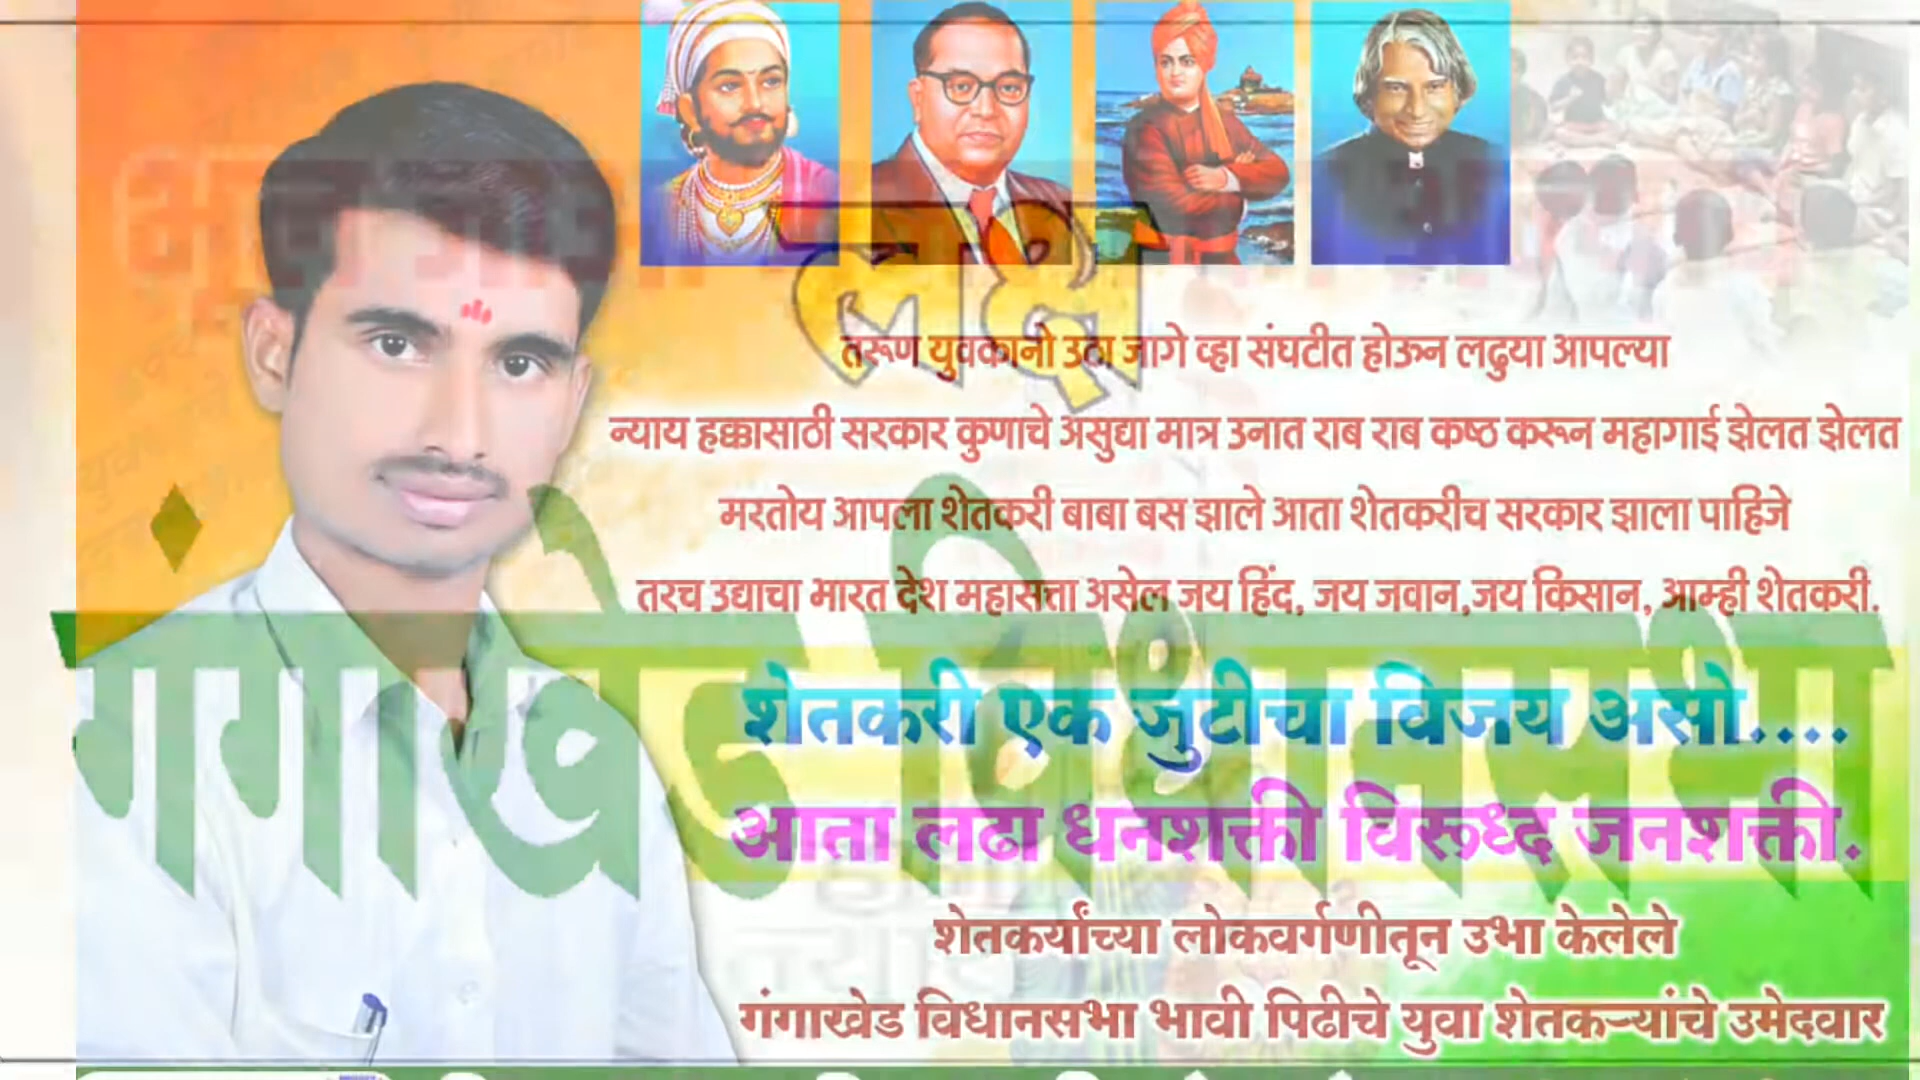 लक्ष
तरूण युवकानो उठा जागे व्हा संघटीत होऊन लढुया आपल्या
न्याय हक्कासाठी सरकार कुणाचे असुद्या मात्र उनात राब राब कष्ठ करून महागाई झेलत झेलत
मरतोय आपला शेतकरी बाबा बस झाले आता शेतकरीच सरकार झाला पाहिजे
तरच उद्याचा भारत देश महासत्ता असेल जय हिंद, जय जवान,जय किसान, आम्ही शेतकरी.
गंगाखेड विधानसभा
शेतकरी एक जुटीचा विजय असो....
आता लढा धनशक्ती विरूध्द जनशक्ती.
शेतकर्यांच्या लोकवर्गणीतून उभा केलेले
गंगाखेड विधानसभा भावी पिढीचे युवा शेतकऱ्यांचे उमेदवार